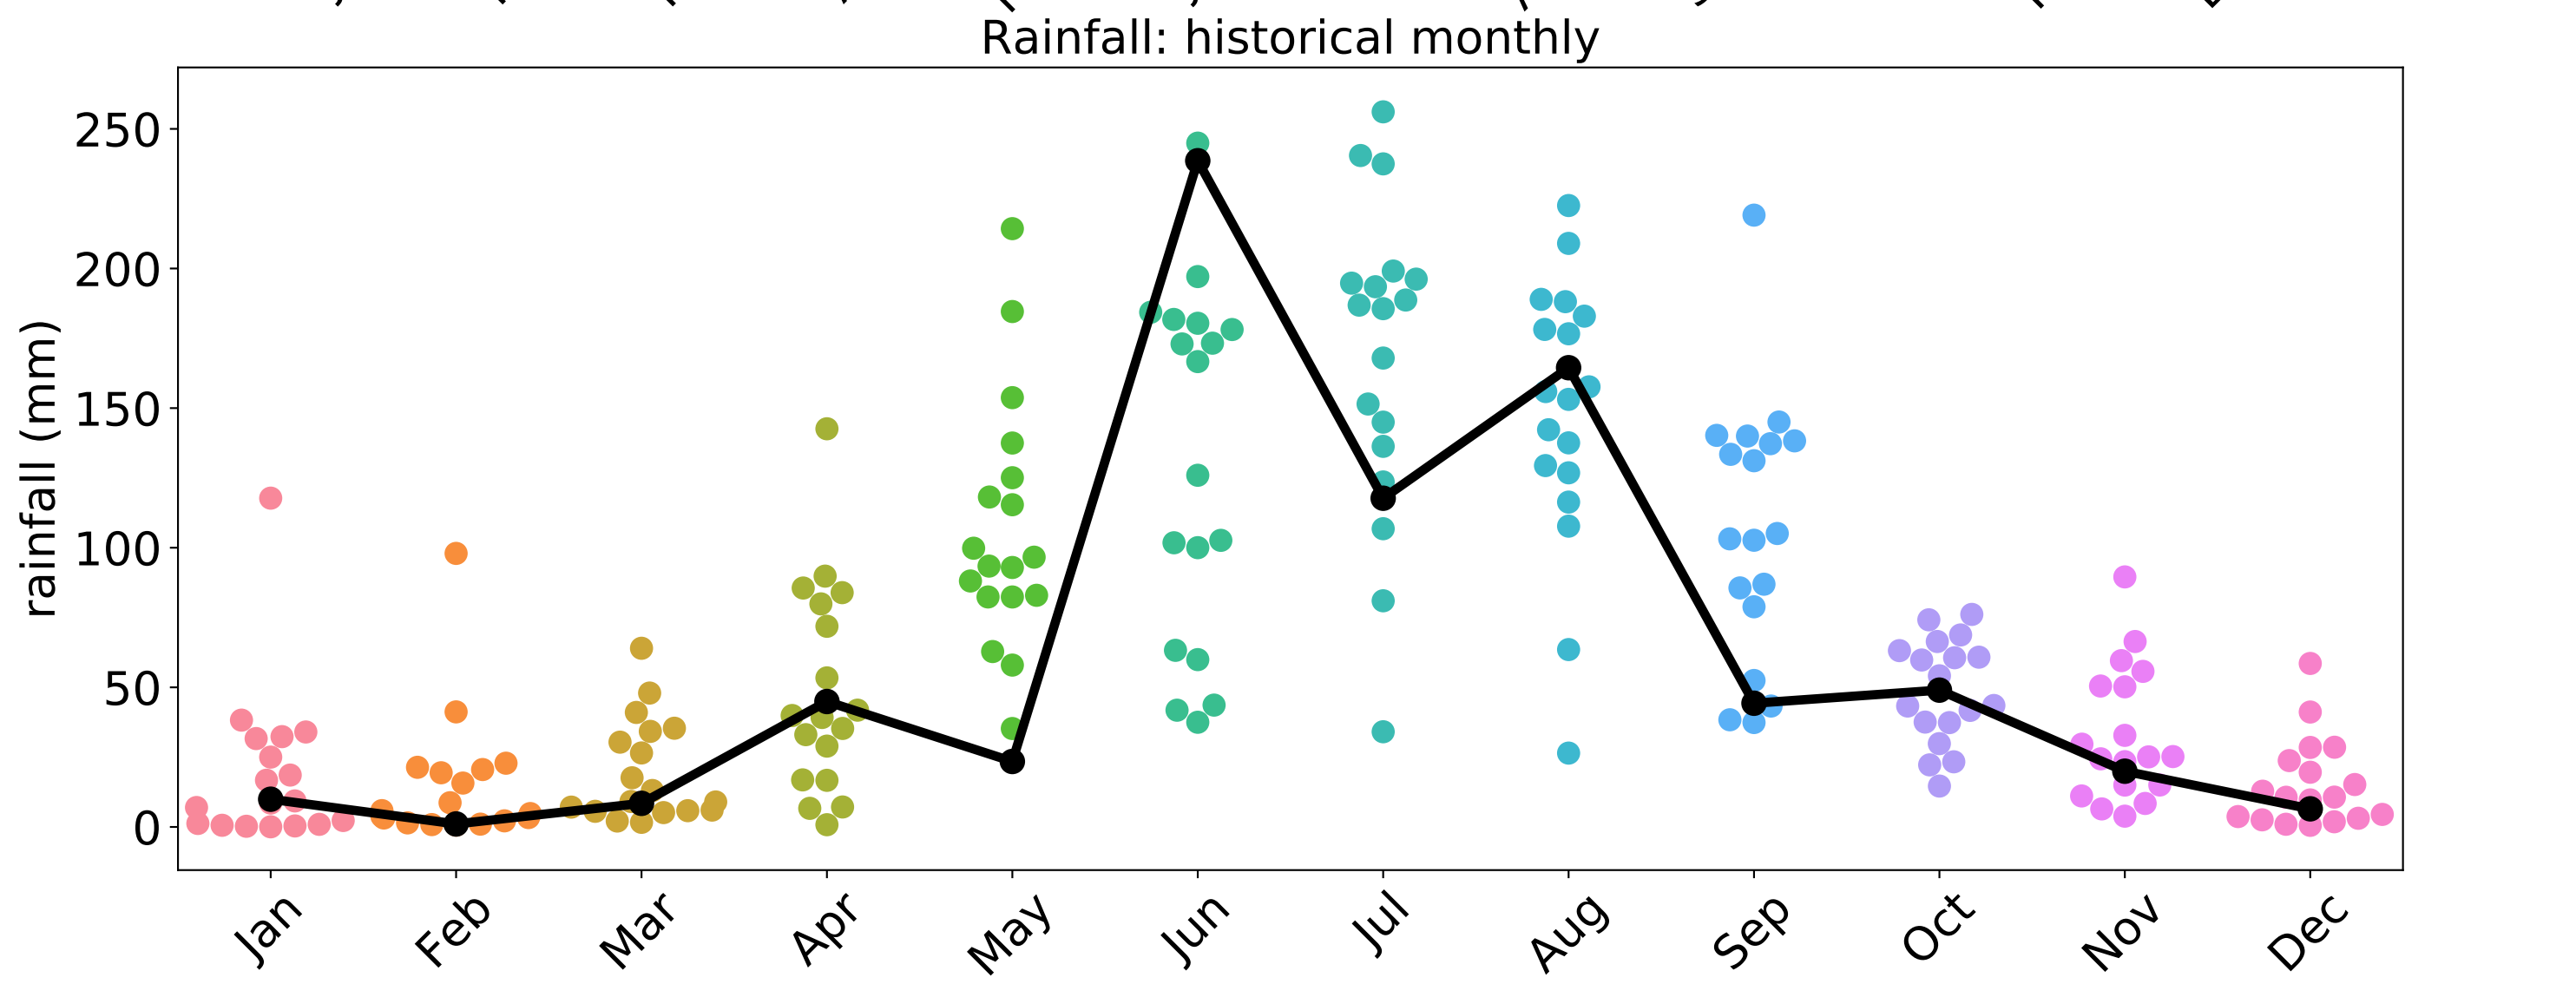 Rainfall: historical monthly
rainfall (mm)
250
200
150
100
50
0
Jan
Feb
Mar
Apr
May
Jun
Jul
Aug
Sep
Oct
Nov
Dec